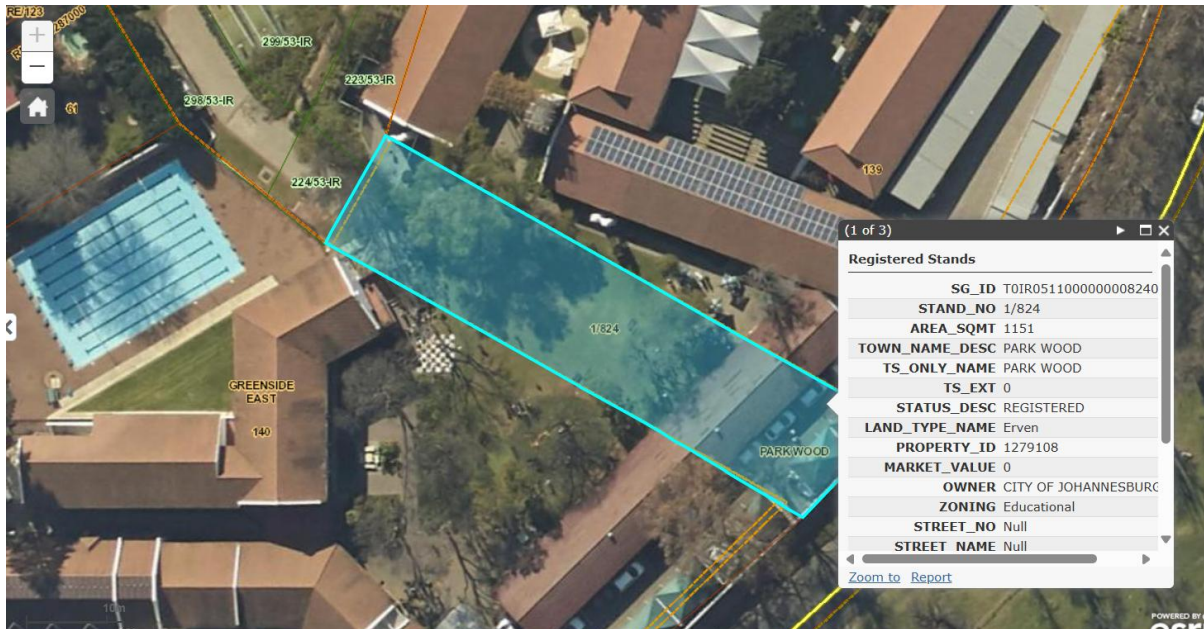 RE/123
287000
299/53-IR
223/53-IR
298/53-IR
61
224/53-IR
139
1/824
GREENSIDE
EAST
140
PARK WOOD
10m
(1 of 3)
Registered Stands
SG_ID T0IR0511000000008240
STAND_NO 1/824
AREA_SQMT 1151
TOWN_NAME_DESC PARK WOOD
TS_ONLY_NAME PARK WOOD
TS_EXT 0
STATUS_DESC REGISTERED
LAND_TYPE_NAME Erven
PROPERTY_ID 1279108
MARKET_VALUE 0
OWNER CITY OF JOHANNESBURG
ZONING Educational
STREET_NO Null
STREET_NAME Null
Zoom to Report
POWERED BY
esri